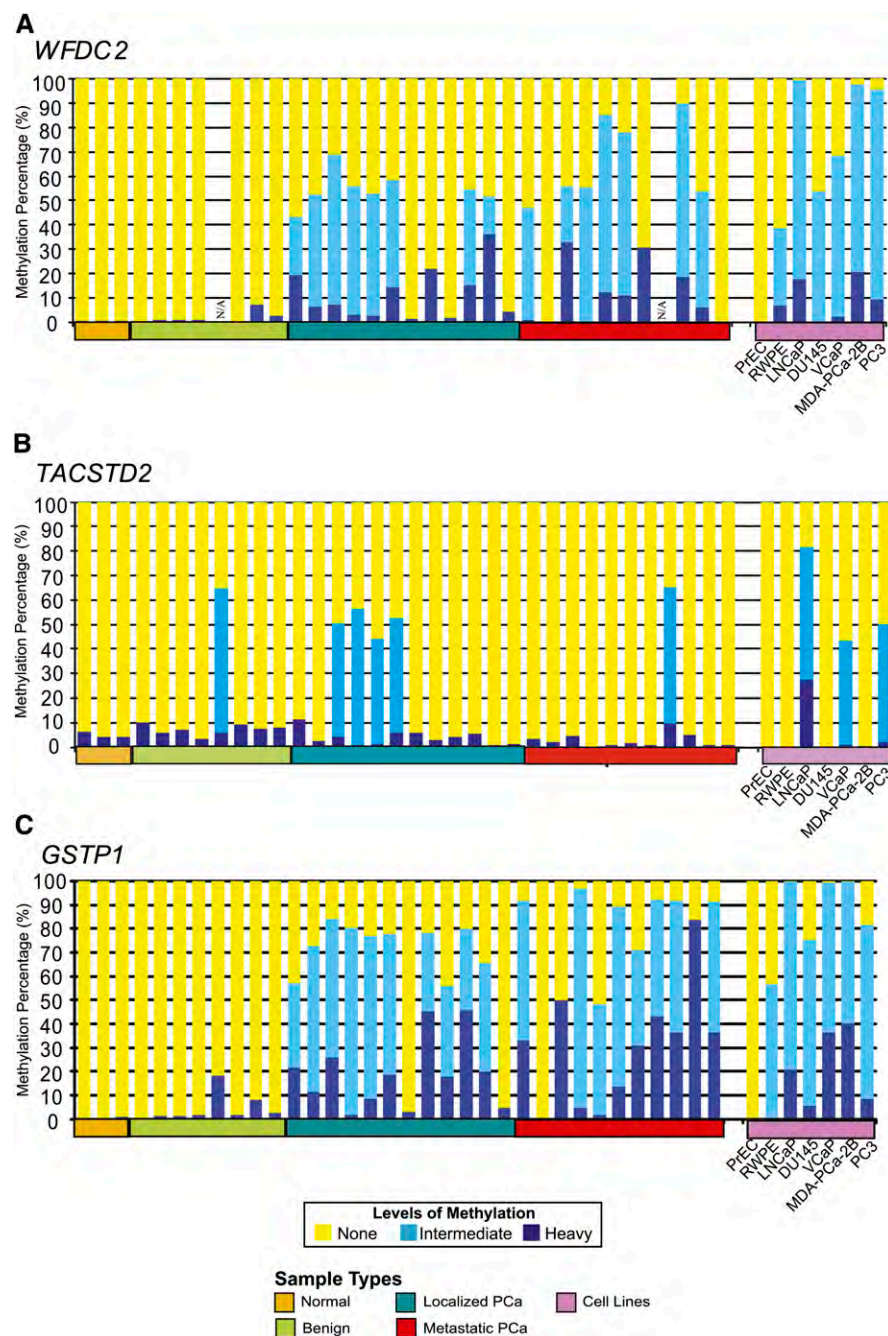 A
WFDC2
Methylation Percentage (%)
100
90
80
70
60
50
40
30
20
10
0
N/A
N/A
PrEC
RWPE
LNCaP
DU145
VCaP
MDA-PCa-2B
PC3
B
TACSTD2
Methylation Percentage (%)
100
90
80
70
60
50
40
30
20
10
0
PrEC
RWPE
LNCaP
DU145
VCaP
MDA-PCa-2B
PC3
C
GSTP1
Methylation Percentage (%)
100
90
80
70
60
50
40
30
20
10
0
PrEC
RWPE
LNCaP
DU145
VCaP
MDA-PCa-2B
PC3
Levels of Methylation
None Intermediate Heavy
Sample Types
Normal Localized PCa Cell Lines
Benign Metastatic PCa